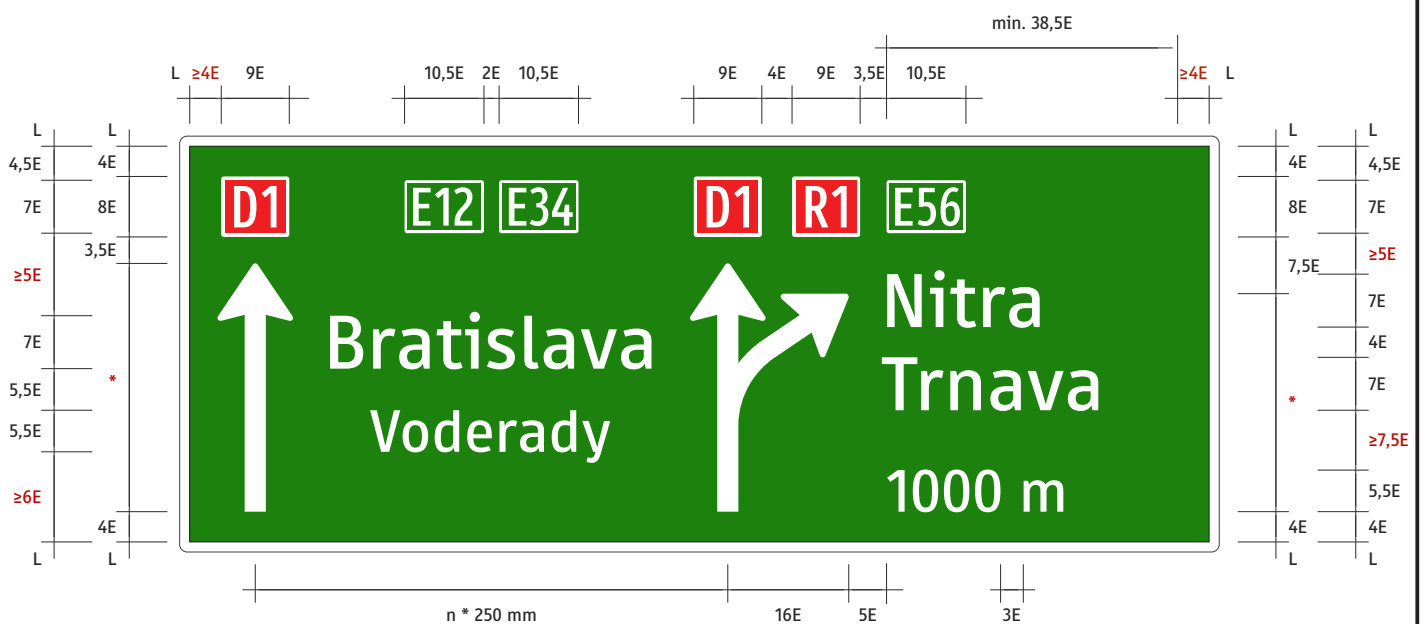 min. 38,5E
L ≥4E 9E 10,5E 2E 10,5E 9E 4E 9E 3,5E 10,5E ≥4E L
L L L L
4,5E 4E 4E 4,5E
7E 8E 8E 7E
3,5E ≥5E
≥5E 7,5E
7E
7E 4E
5,5E * 7E
*
5,5E ≥7,5E
≥6E 5,5E
4E 4E 4E
L L L L
D1 E12 E34 D1 R1 E56
Bratislava
Voderady
Nitra
Trnava
1000 m
n * 250 mm 16E 5E 3E